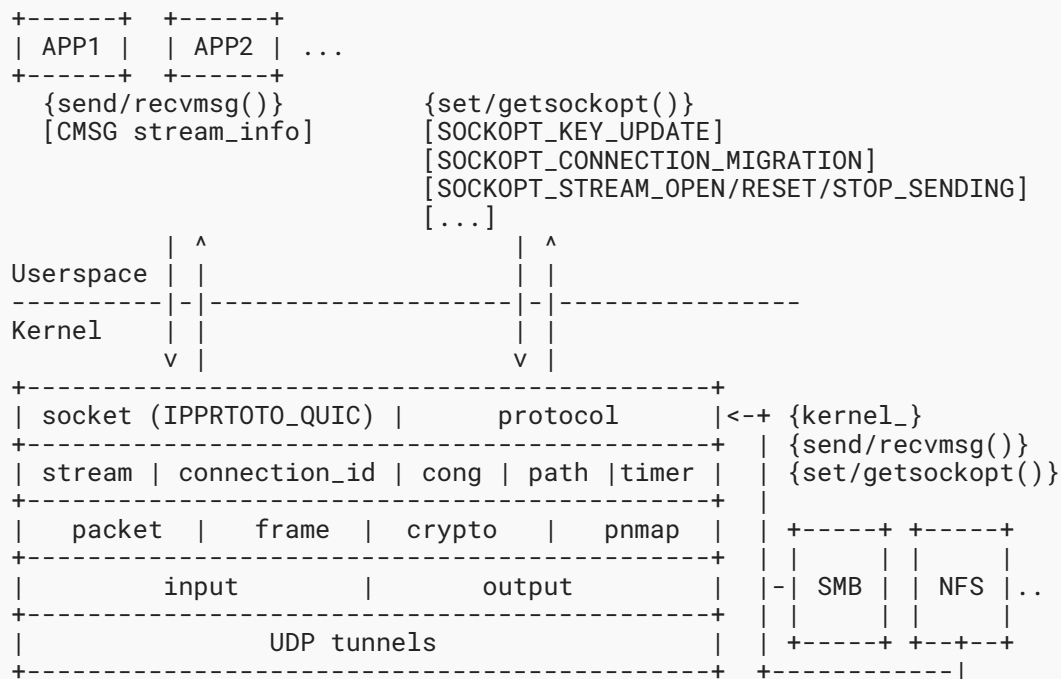 +------+  +------+
| APP1 |  | APP2 | ...
+------+  +------+
  {send/recvmsg()}         {set/getsockopt()}
  [CMSG stream_info]       [SOCKOPT_KEY_UPDATE]
                           [SOCKOPT_CONNECTION_MIGRATION]
                           [SOCKOPT_STREAM_OPEN/RESET/STOP_SENDING]
                           [...]
          | ^                    | ^
Userspace | |                    | |
----------|-|--------------------|-|----------------
Kernel    | |                    | |
          v |                    v |
+----------------------------------------------+
| socket (IPPRTOTO_QUIC) |      protocol      |<-+ {kernel_}
+----------------------------------------------+  | {send/recvmsg()}
| stream | connection_id | cong | path |timer |  | {set/getsockopt()}
+----------------------------------------------+  |
|   packet  |   frame  |  crypto   |   pnmap  |  | +-----+ +-----+
+----------------------------------------------+  | |     | |     |
|         input         |       output         |  |-| SMB | | NFS |..
+----------------------------------------------+  | |     | |     |
|                UDP tunnels                  |  | +-----+ +--+--+
+----------------------------------------------+  +------------|